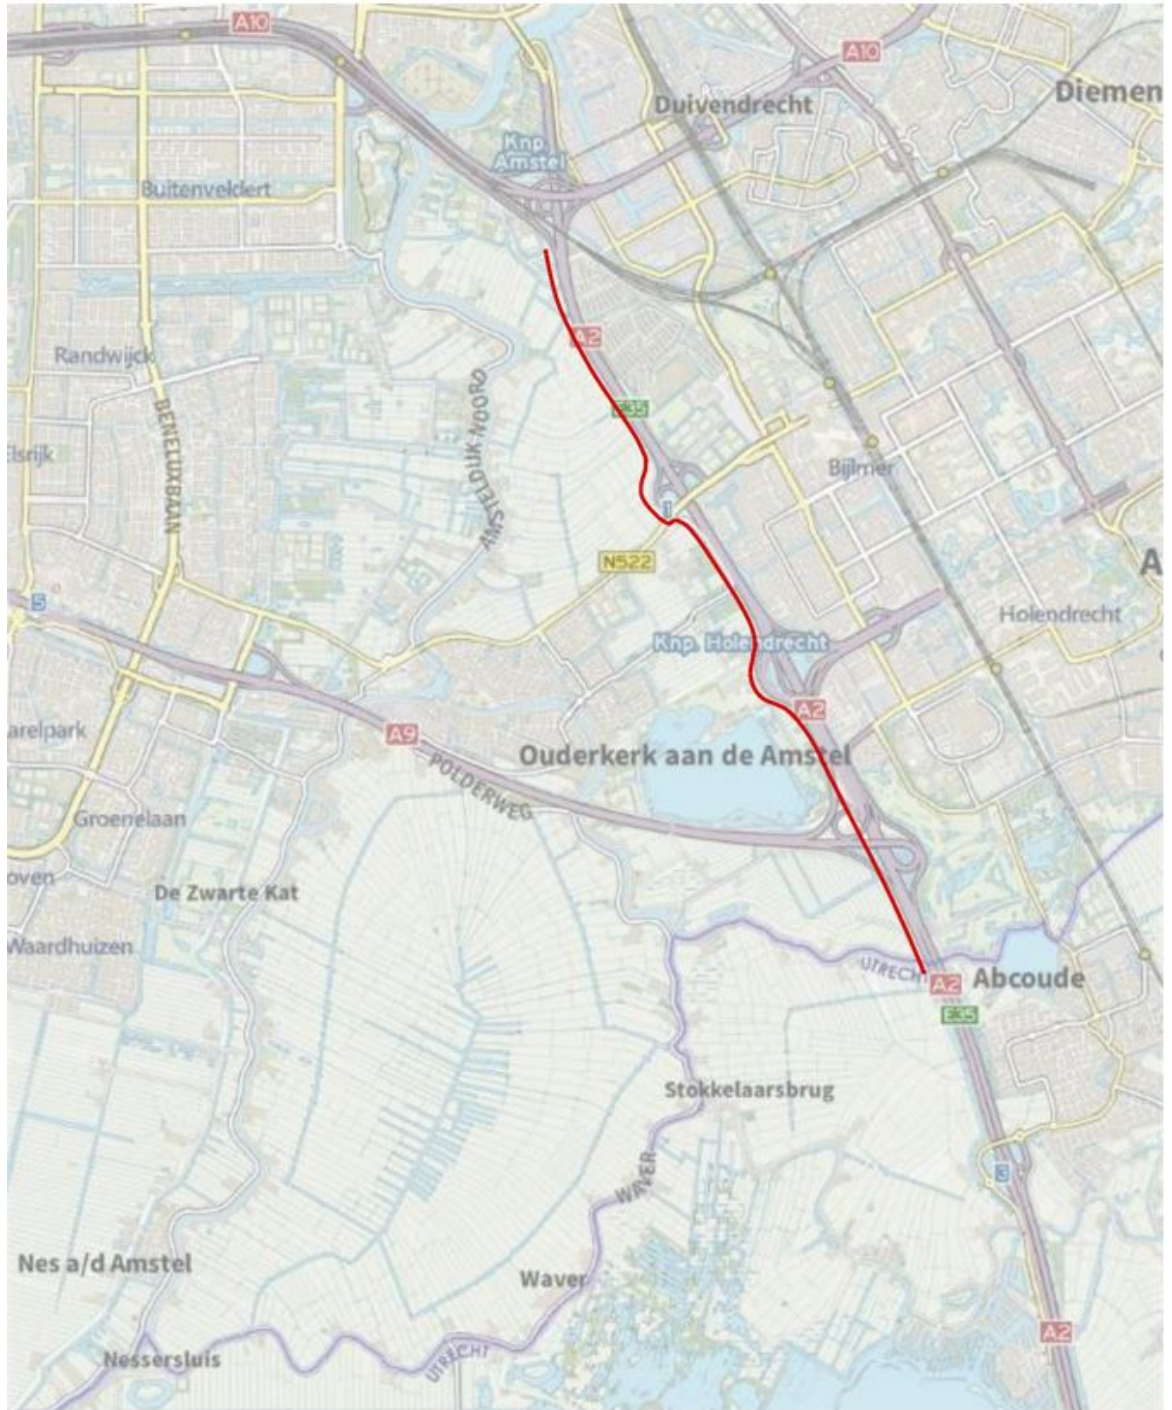 A10
A10
Diemen
Duivendrecht
Knp.
Amstel
Buitenveldert
A2
Randwijck
AMSTELDIJK NOORD
E35
BENELUXBAAN
Elsrijk
Bijlmer
1
N522
A
5
Holendrecht
Knp. Holendrecht
A2
arelpark
A9
Ouderkerk aan de Amstel
POLDERWEG
Groenelaan
oven
De Zwarte Kat
Waardhuizen
UTRECHT
A2
Abcoude
E35
Stokkelaarsbrug
WAVER
3
Nes a/d Amstel
Waver
A2
UTRECHT
Nessersluis